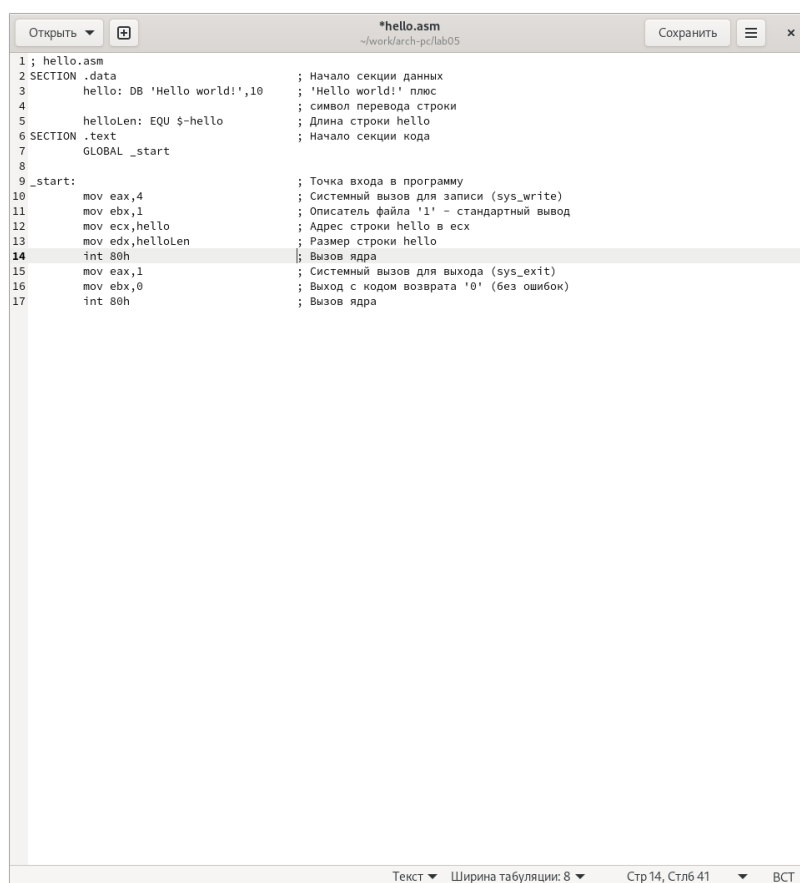 Открыть
*hello.asm
~/work/arch-pc/lab05
Сохранить
1 ; hello.asm
2 SECTION .data ; Начало секции данных
3 hello: DB 'Hello world!',10 ; 'Hello world!' плюс
4 ; символ перевода строки
5 helloLen: EQU $-hello ; Длина строки hello
6 SECTION .text ; Начало секции кода
7 GLOBAL _start
8
9 _start: ; Точка входа в программу
10 mov eax,4 ; Системный вызов для записи (sys_write)
11 mov ebx,1 ; Описатель файла '1' - стандартный вывод
12 mov ecx,hello ; Адрес строки hello в ecx
13 mov edx,helloLen ; Размер строки hello
14 int 80h ; Вызов ядра
15 mov eax,1 ; Системный вызов для выхода (sys_exit)
16 mov ebx,0 ; Выход с кодом возврата '0' (без ошибок)
17 int 80h ; Вызов ядра
Текст Ширина табуляции: 8 Стр 14, Стлб 41 ВСТ